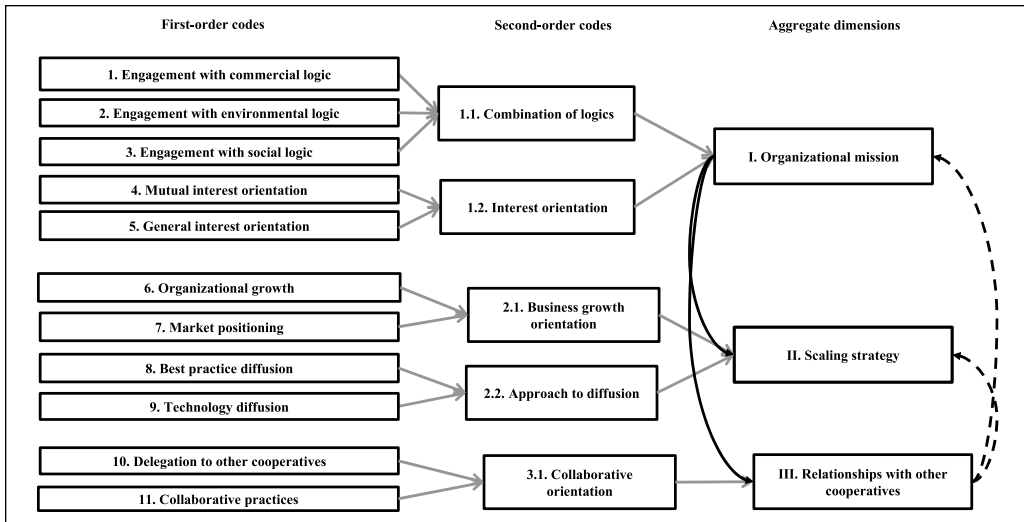 First-order codes
Second-order codes
Aggregate dimensions
1. Engagement with commercial logic
2. Engagement with environmental logic
3. Engagement with social logic
4. Mutual interest orientation
5. General interest orientation
1.1. Combination of logics
1.2. Interest orientation
I. Organizational mission
6. Organizational growth
7. Market positioning
8. Best practice diffusion
9. Technology diffusion
2.1. Business growth
orientation
2.2. Approach to diffusion
II. Scaling strategy
10. Delegation to other cooperatives
11. Collaborative practices
3.1. Collaborative
orientation
III. Relationships with other
cooperatives